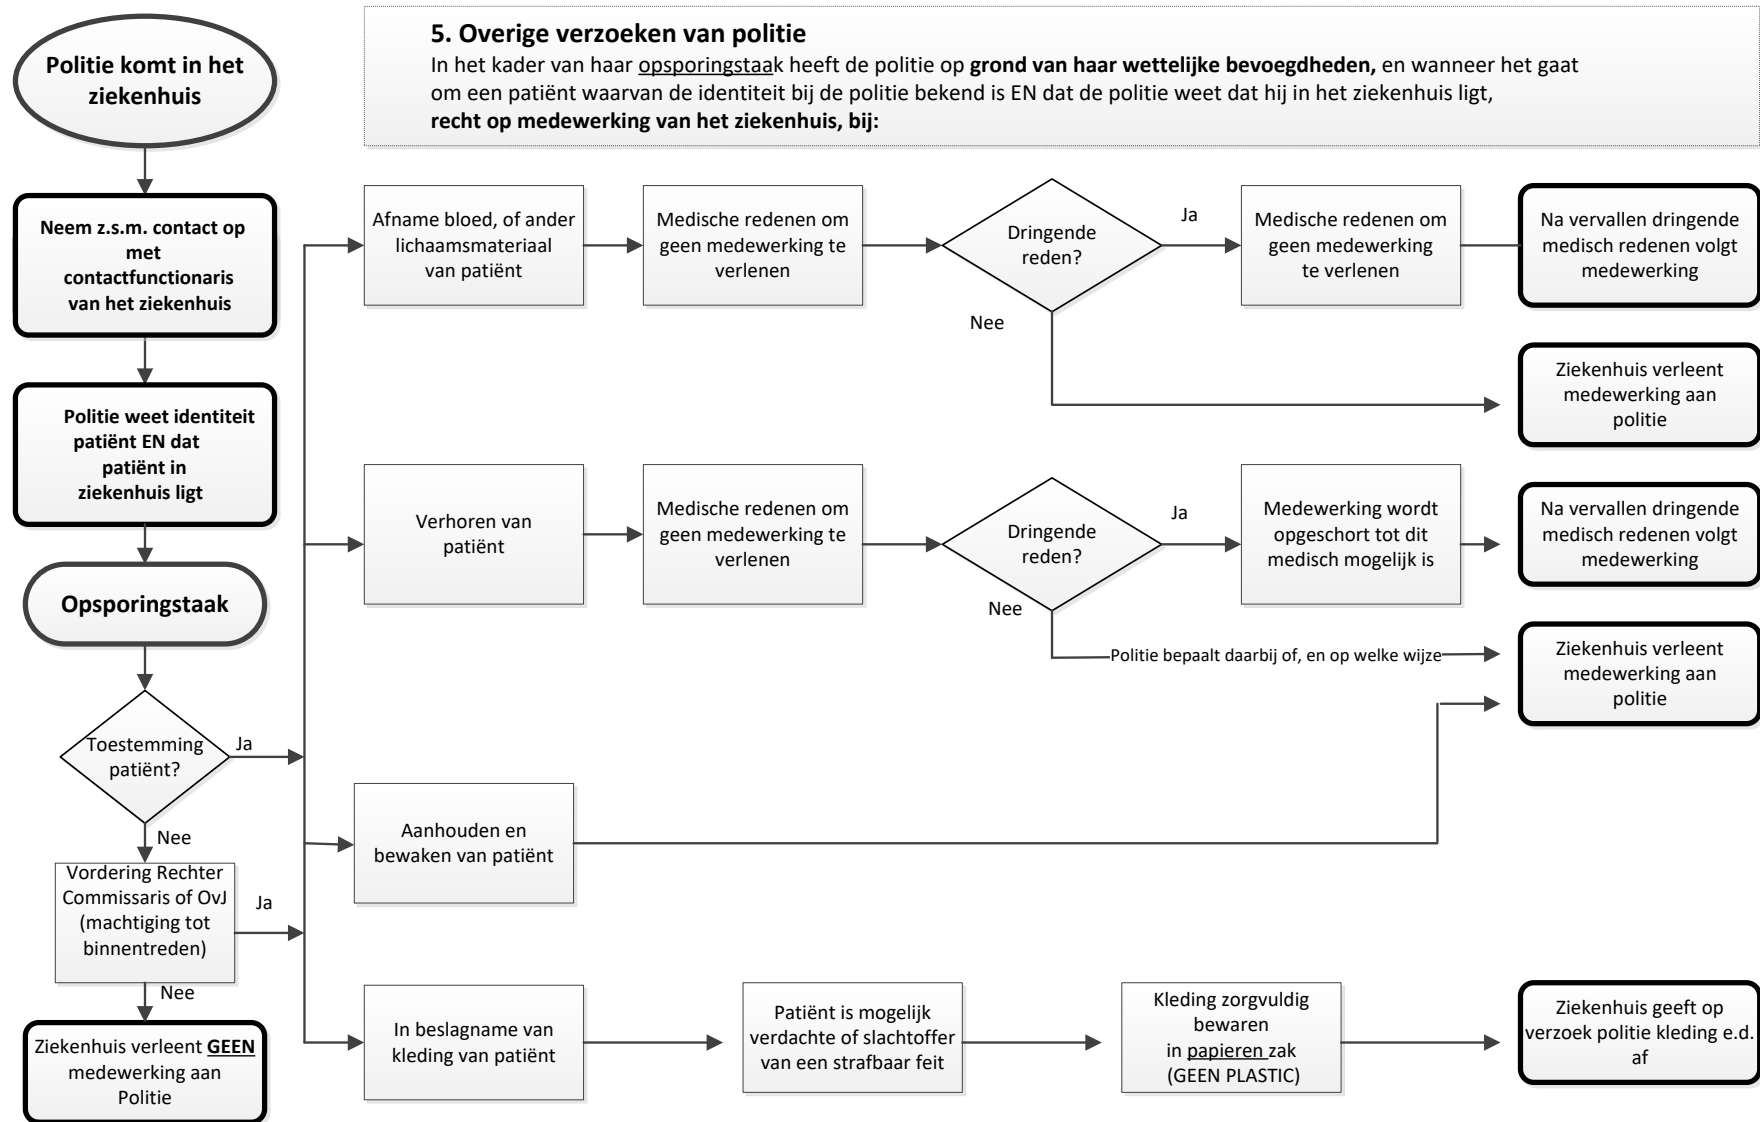 Politie komt in het
ziekenhuis
5. Overige verzoeken van politie
In het kader van haar opsporingstaak heeft de politie op grond van haar wettelijke bevoegdheden, en wanneer het gaat
om een patiënt waarvan de identiteit bij de politie bekend is EN dat de politie weet dat hij in het ziekenhuis ligt,
recht op medewerking van het ziekenhuis, bij:
Neem z.s.m. contact op
met
contactfunctionaris
van het ziekenhuis
Politie weet identiteit
patiënt EN dat
patiënt in
ziekenhuis ligt
Opsporingstaak
Toestemming
patiënt?
Ja
Nee
Vordering Rechter
Commissaris of OvJ
(machtiging tot
binnentreden)
Ja
Nee
Ziekenhuis verleent GEEN
medewerking aan
Politie
Afname bloed, of ander
lichaamsmateriaal
van patiënt
Medische redenen om
geen medewerking te
verlenen
Dringende
reden?
Ja
Nee
Medische redenen om
geen medewerking
te verlenen
Na vervallen dringende
medisch redenen volgt
medewerking
Ziekenhuis verleent
medewerking aan
politie
Verhoren van
patiënt
Medische redenen om
geen medewerking te
verlenen
Dringende
reden?
Ja
Nee
Medewerking wordt
opgeschort tot dit
medisch mogelijk is
Na vervallen dringende
medisch redenen volgt
medewerking
Politie bepaalt daarbij of, en op welke wijze
Ziekenhuis verleent
medewerking aan
politie
Aanhouden en
bewaken van patiënt
In beslagname van
kleding van patiënt
Patiënt is mogelijk
verdachte of slachtoffer
van een strafbaar feit
Kleding zorgvuldig
bewaren
in papieren zak
(GEEN PLASTIC)
Ziekenhuis geeft op
verzoek politie kleding e.d.
af